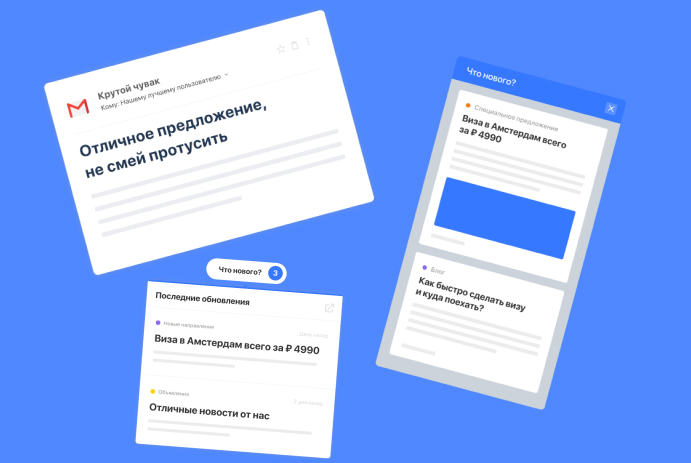 Крутой чувак
Кому: Нашему лучшему пользователю
Отличное предложение,
не смей протусить
Что нового?
Специальное предложение
Виза в Амстердам всего
за ₽ 4990
Блог
Как быстро сделать визу
и куда поехать?
Что нового? 3
Последние обновления
Новые направления
День назад
Виза в Амстердам всего за ₽ 4990
Объявления
2 дня назад
Отличные новости от нас